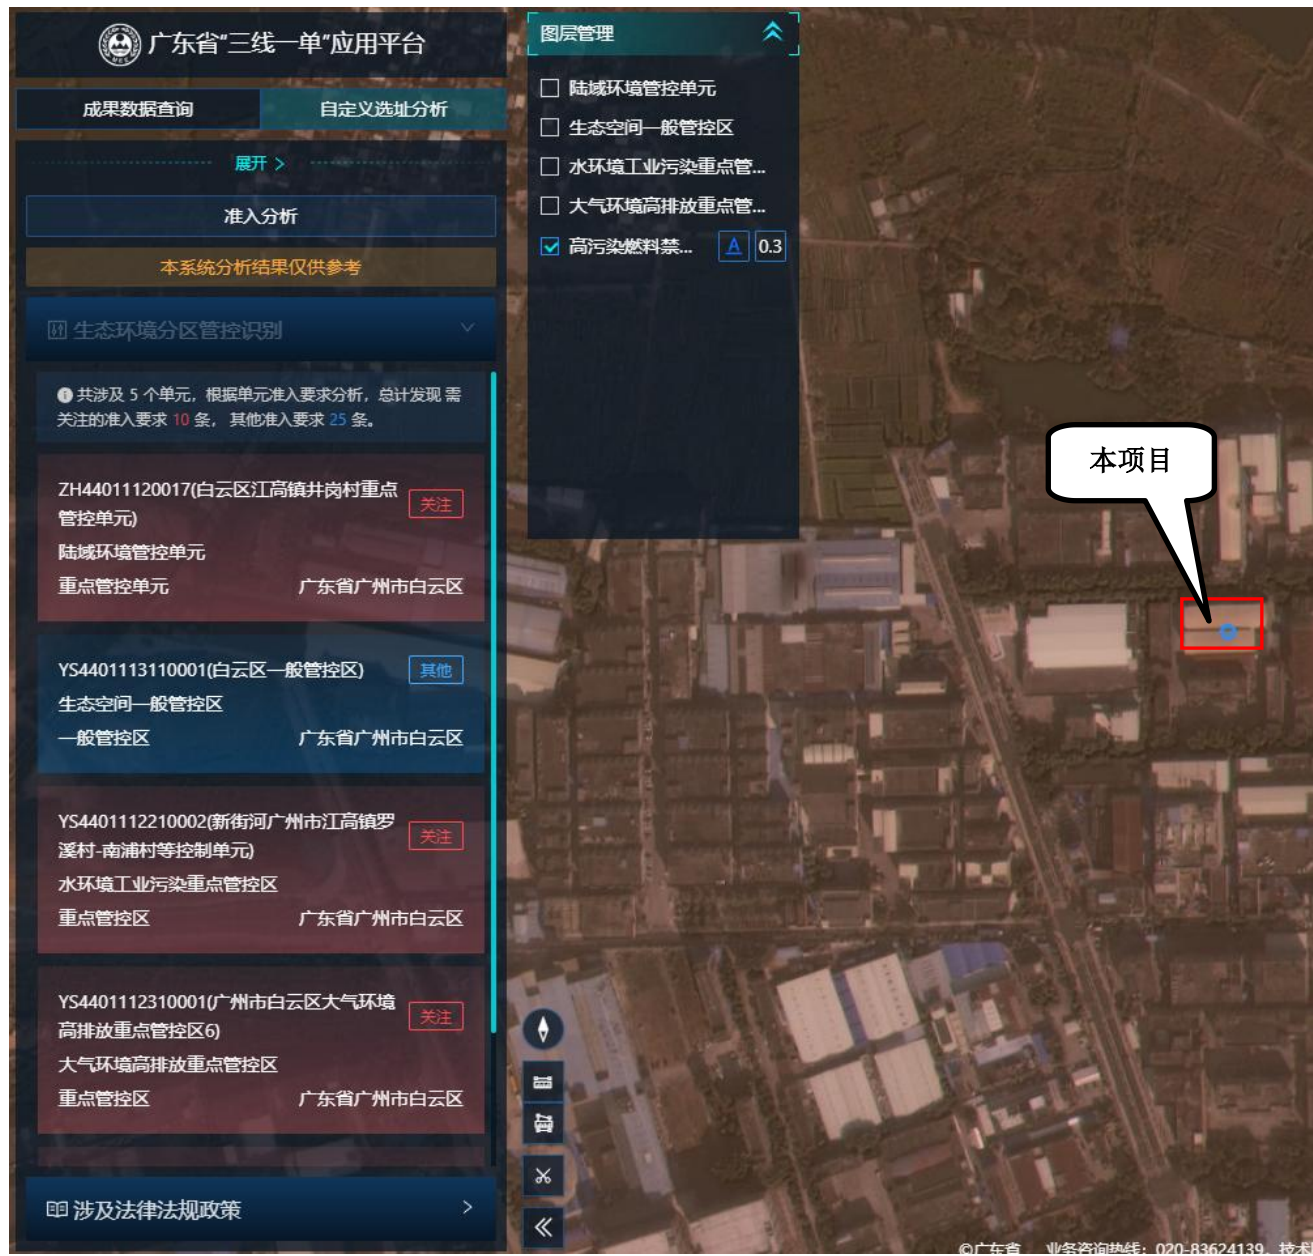 广东省“三线一单”应用平台
成果数据查询
自定义选址分析
展开 >
准入分析
本系统分析结果仅供参考
生态环境分区管控识别
共涉及 5 个单元，根据单元准入要求分析，总计发现 需
关注的准入要求 10 条， 其他准入要求 25 条。
ZH44011120017(白云区江高镇井岗村重点
管控单元)
关注
陆域环境管控单元
重点管控单元
广东省广州市白云区
YS4401113110001(白云区一般管控区)
其他
生态空间一般管控区
一般管控区
广东省广州市白云区
YS4401112210002(新街河广州市江高镇罗
溪村-南浦村等控制单元)
关注
水环境工业污染重点管控区
重点管控区
广东省广州市白云区
YS4401112310001(广州市白云区大气环境
高排放重点管控区6)
关注
大气环境高排放重点管控区
重点管控区
广东省广州市白云区
涉及法律法规政策
图层管理
陆域环境管控单元
生态空间一般管控区
水环境工业污染重点管...
大气环境高排放重点管...
高污染燃料禁...
A
0.3
本项目
©广东省 业务咨询热线：020-83624139 技术